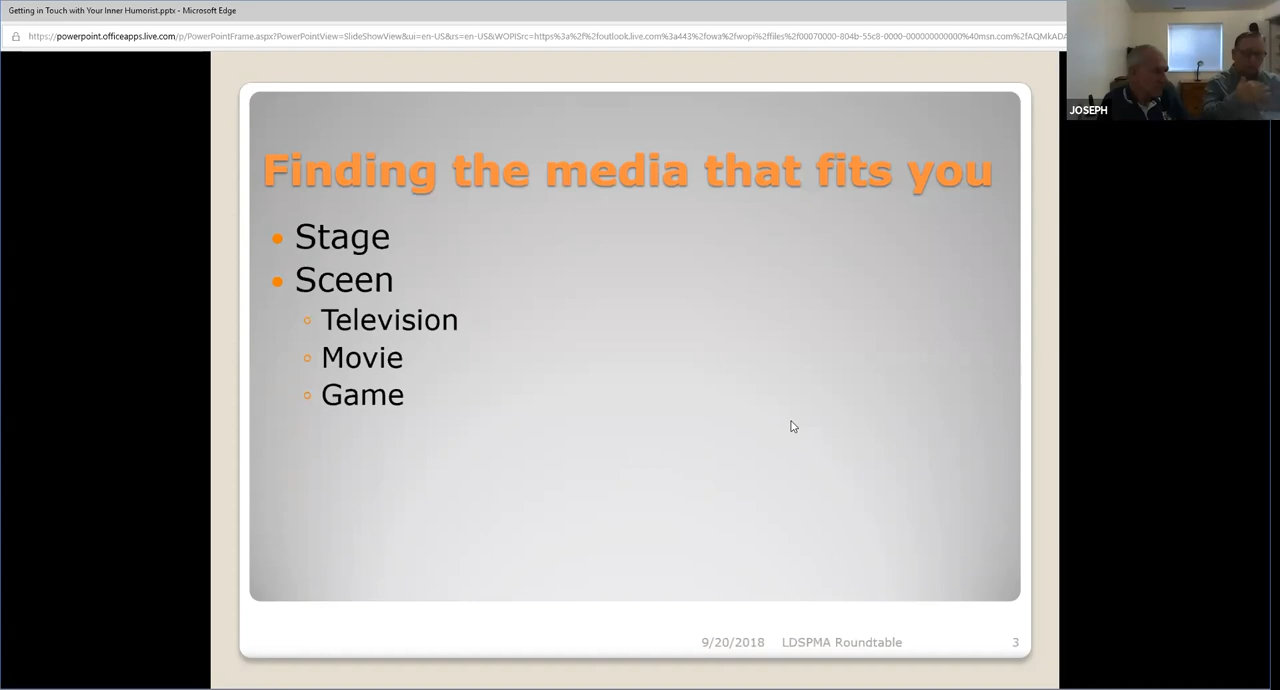 Getting in Touch with Your Inner Humorist.pptx - Microsoft Edge
https://powerpoint.officeapps.live.com/p/PowerPointFrame.aspx?PowerPointView=SlideShowView&ui=en-US&rs=en-US&WOPISrc=https%3a%2f%2foutlook.live.com%3a443%2fowa%2fwopi%2ffiles%2f00070000-804b-55c8-0000-000000000000%40msn.com%2fAQMkADA
JOSEPH
Finding the media that fits you
Stage
Sceen
Television
Movie
Game
9/20/2018 LDSPMA Roundtable 3